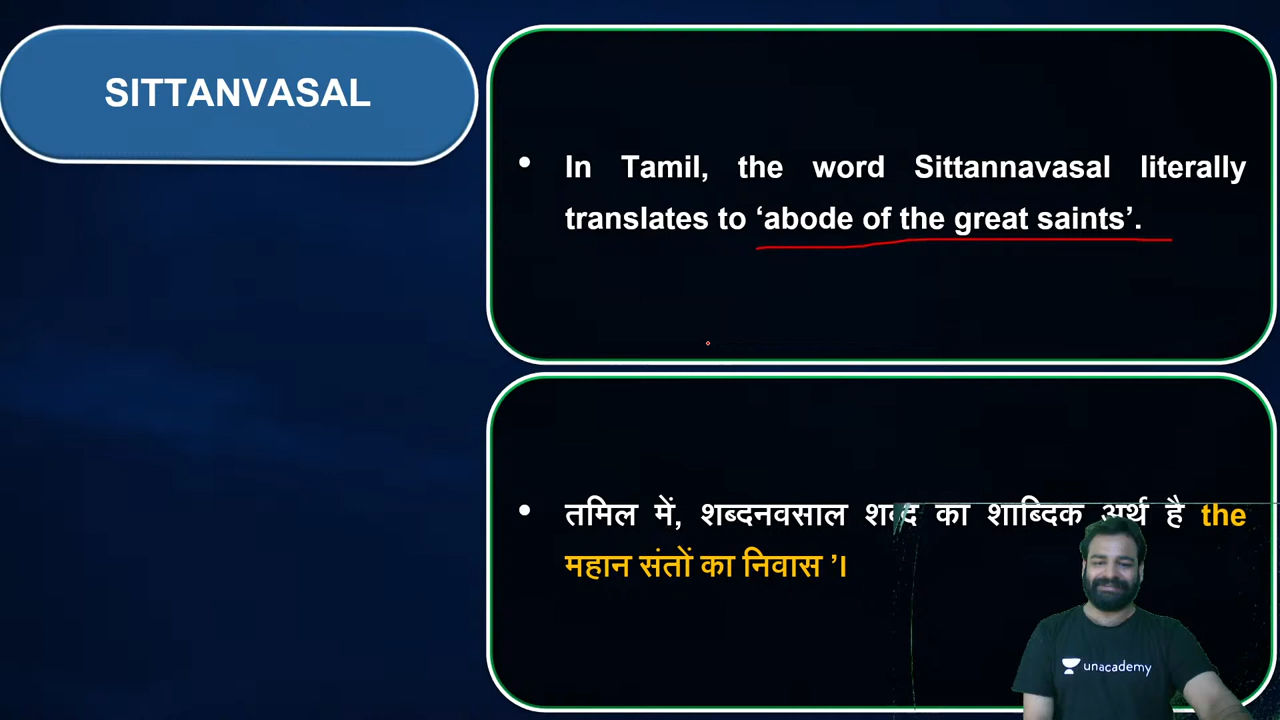 SITTANVASAL
• In Tamil, the word Sittannavasal literally
translates to ‘abode of the great saints’.
• तमिल में, शब्दनवसाल शब्द का शाब्दिक अर्थ है the
महान संतों का निवास ’।
unacademy